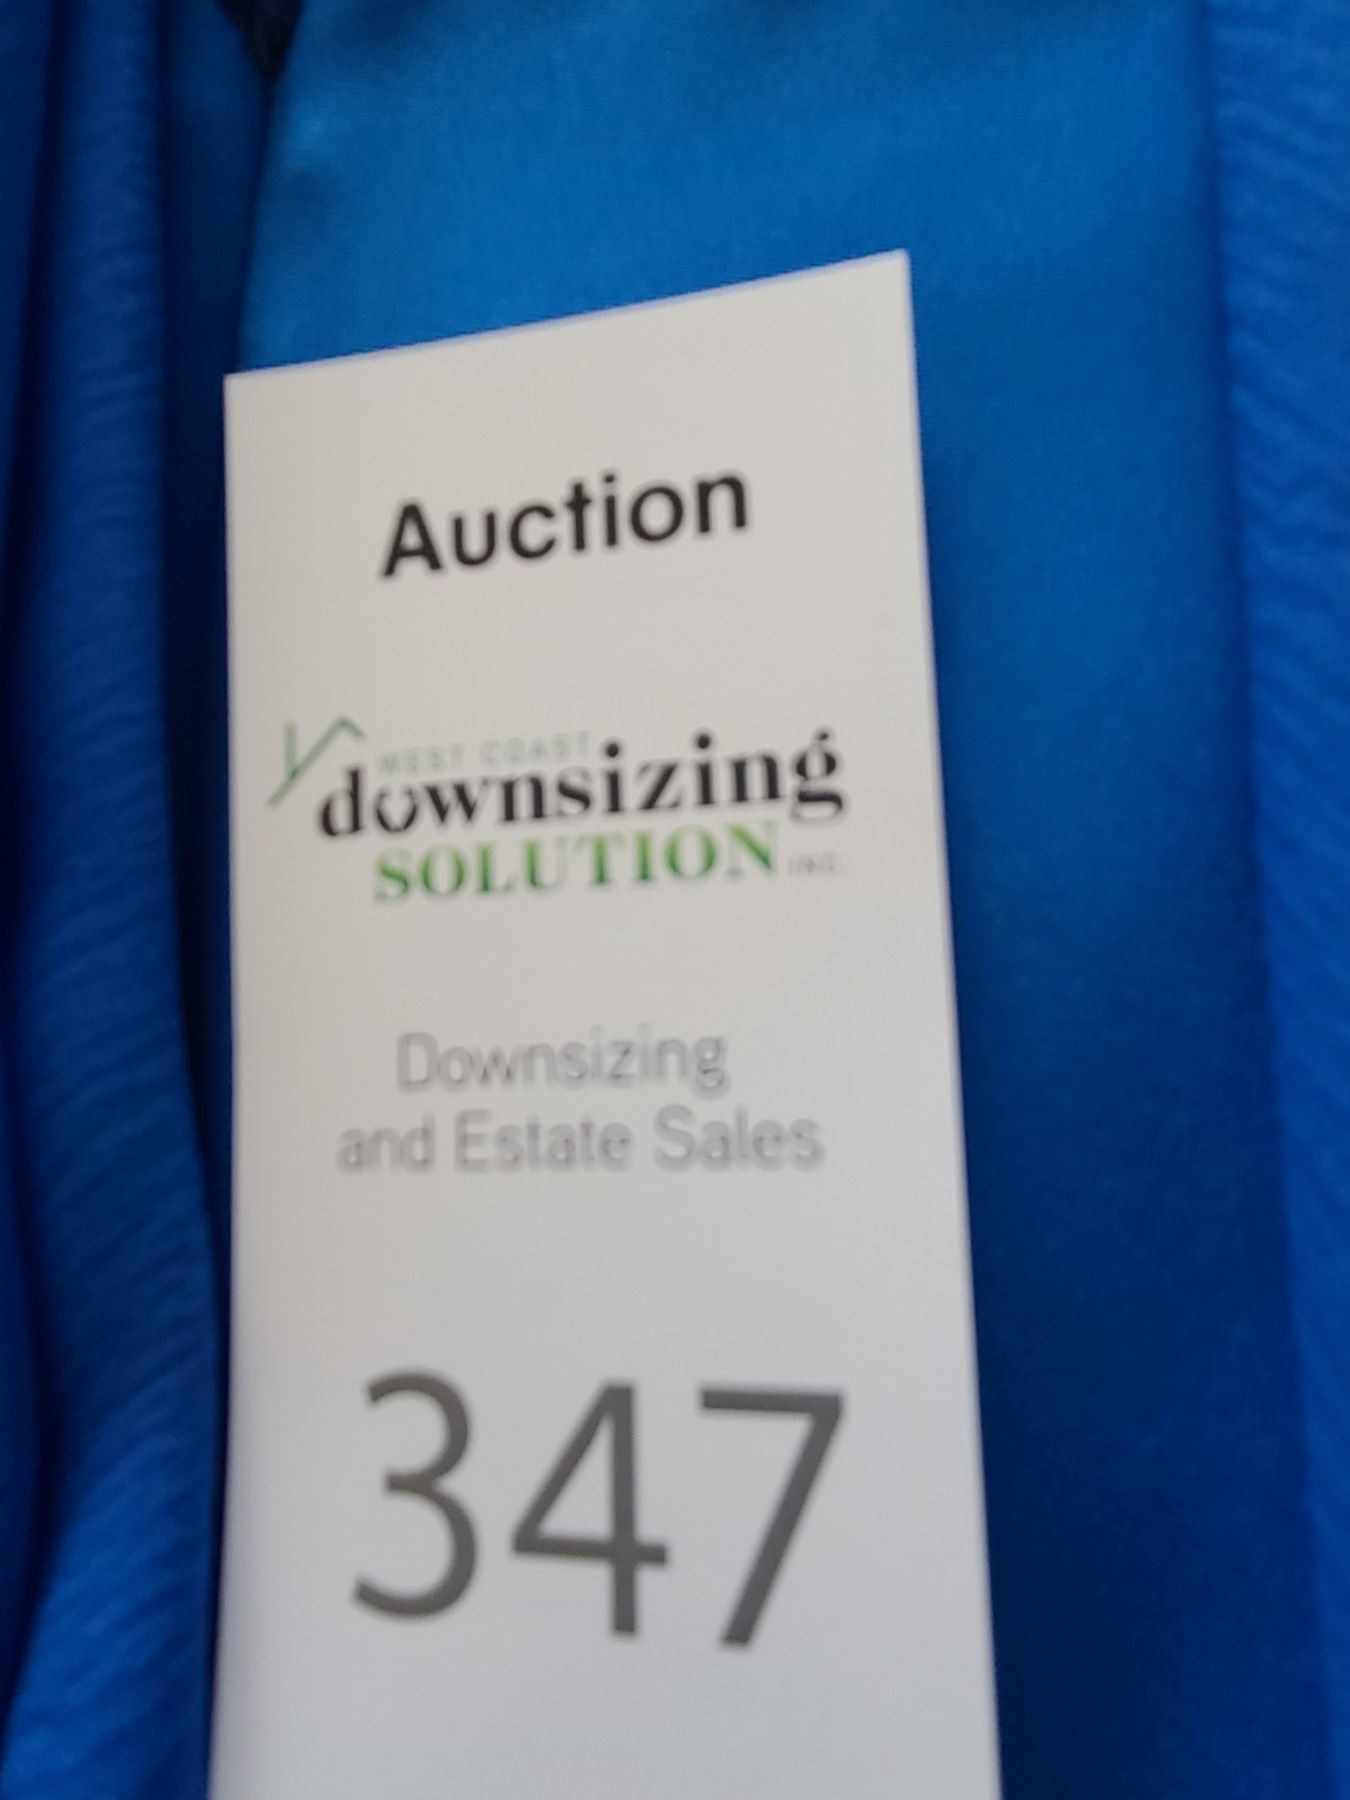 Auction
WEST COAST
downsizing
SOLUTION INC.
Downsizing
and Estate Sales
347